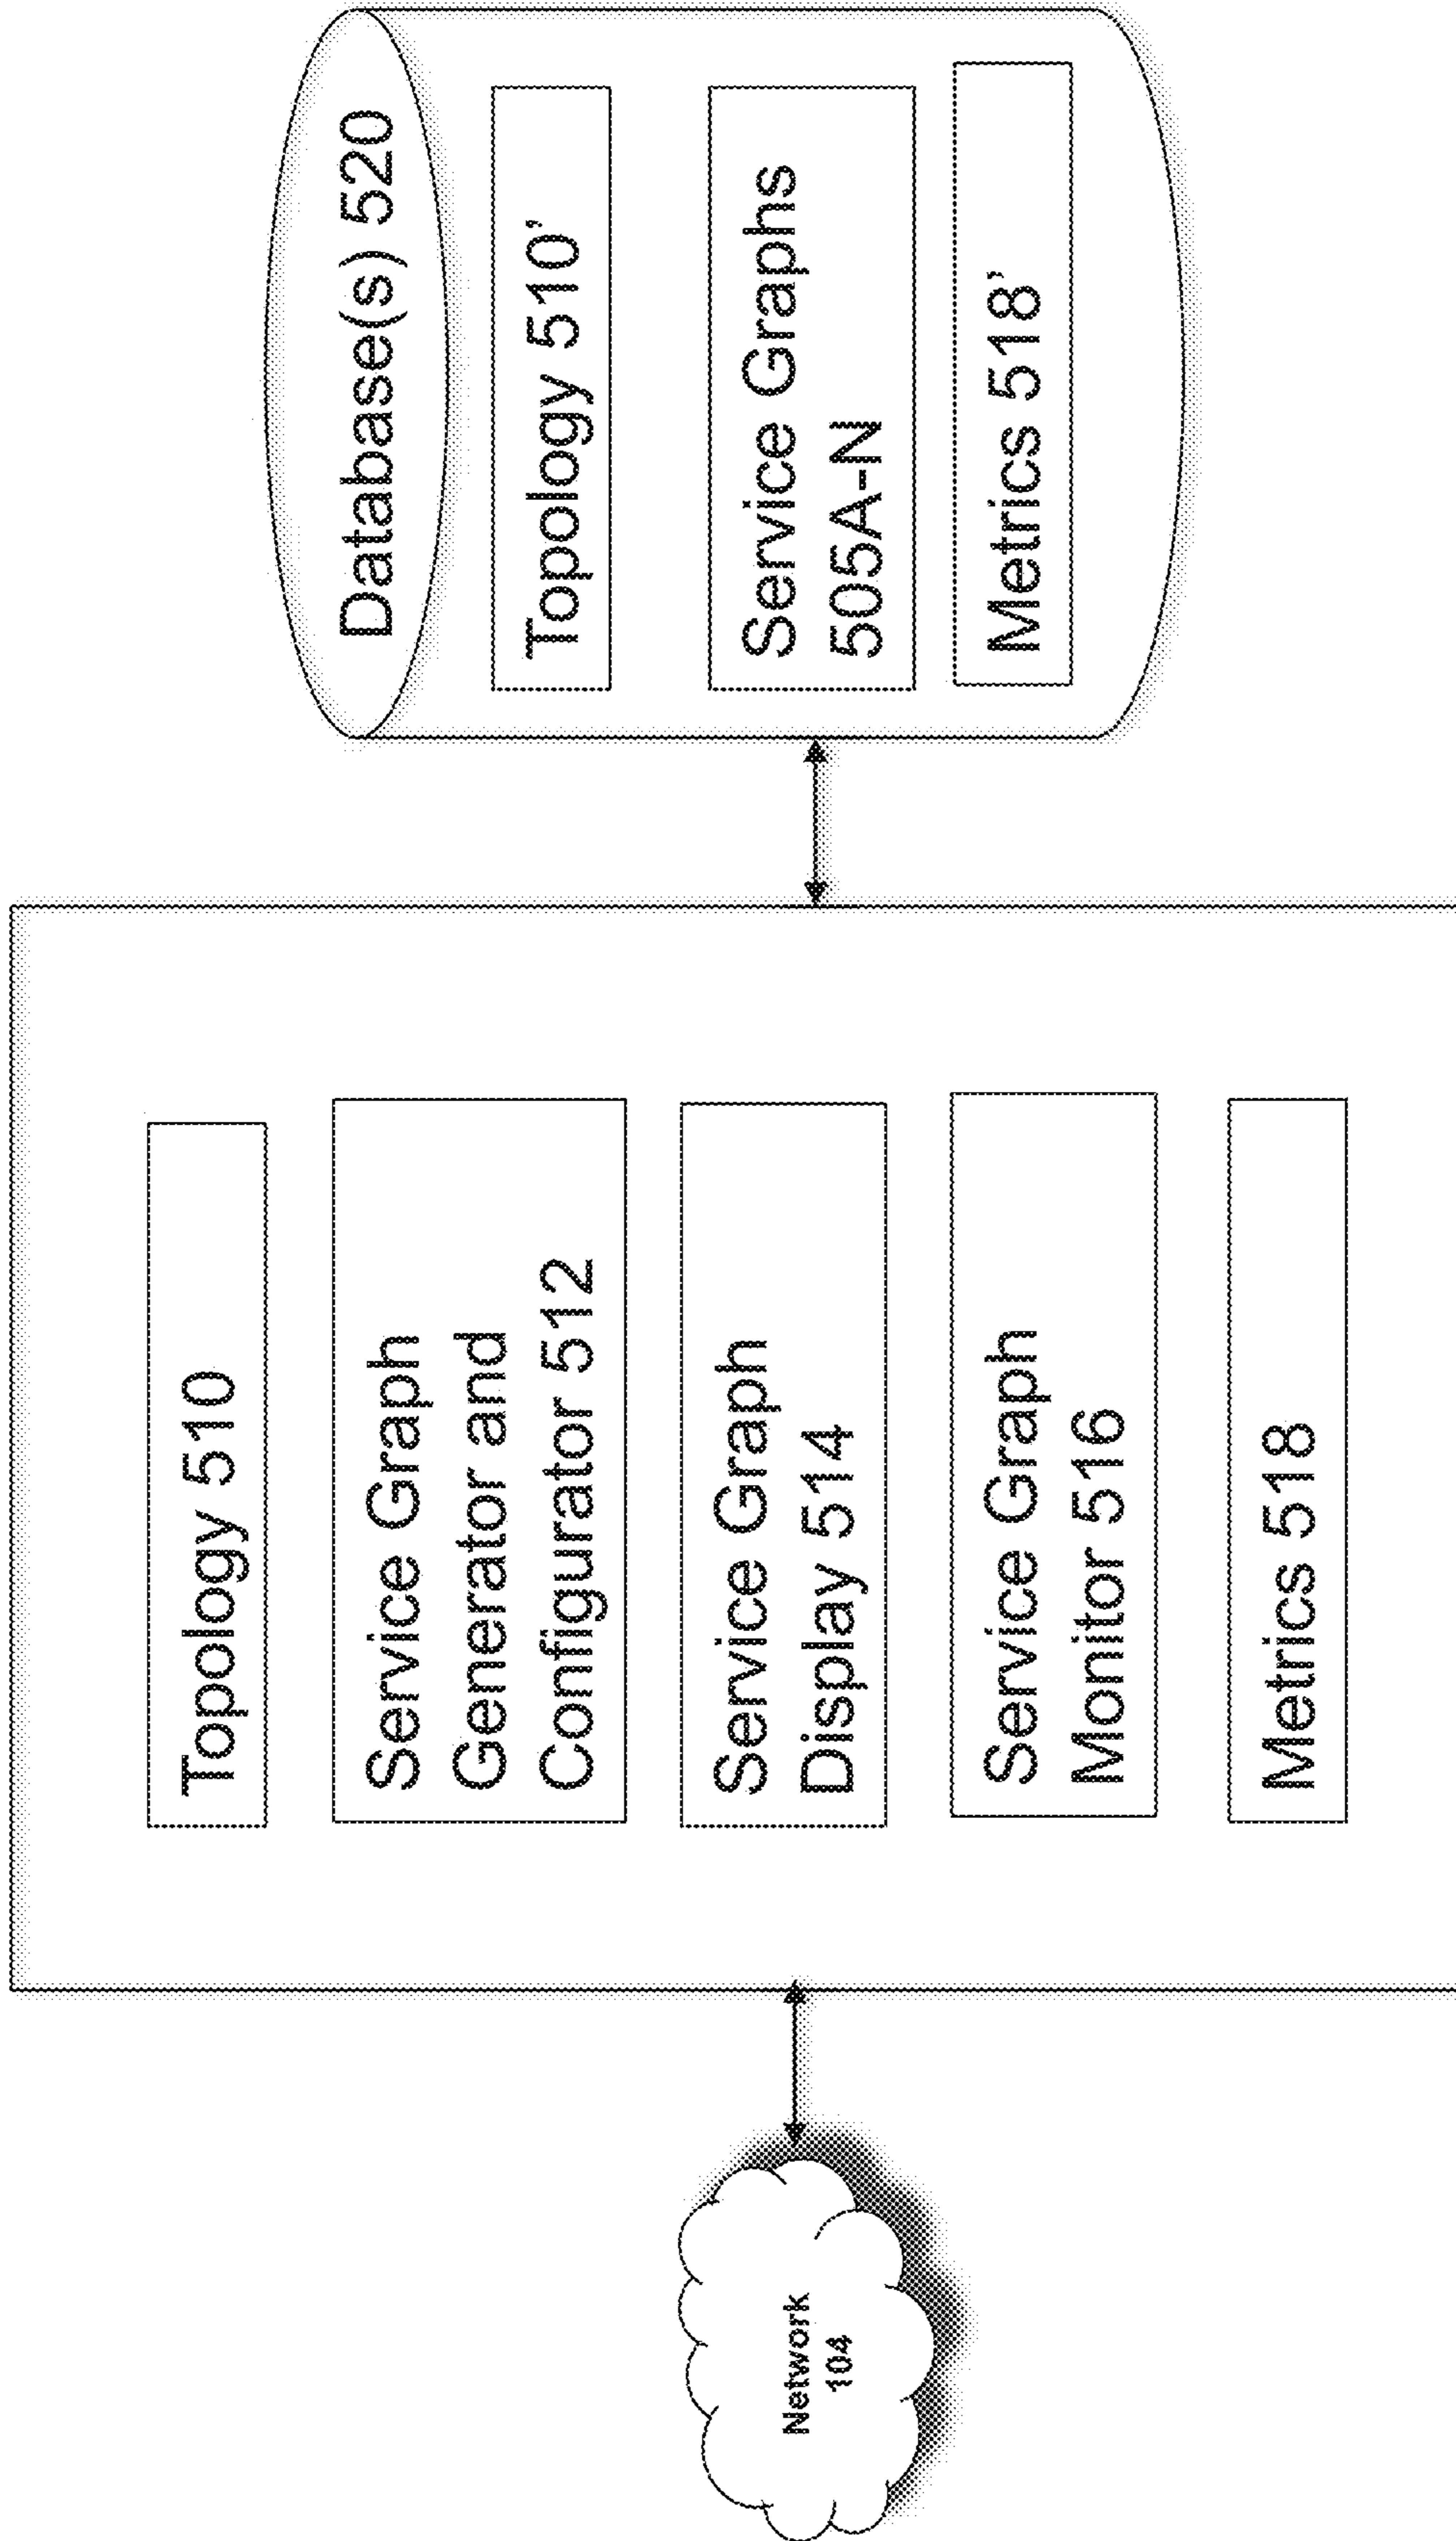 Network
104
Topology 510
Service Graph
Generator and
Configurator 512
Service Graph
Display 514
Service Graph
Monitor 516
Metrics 518
Database(s) 520
Topology 510'
Service Graphs
505A-N
Metrics 518'